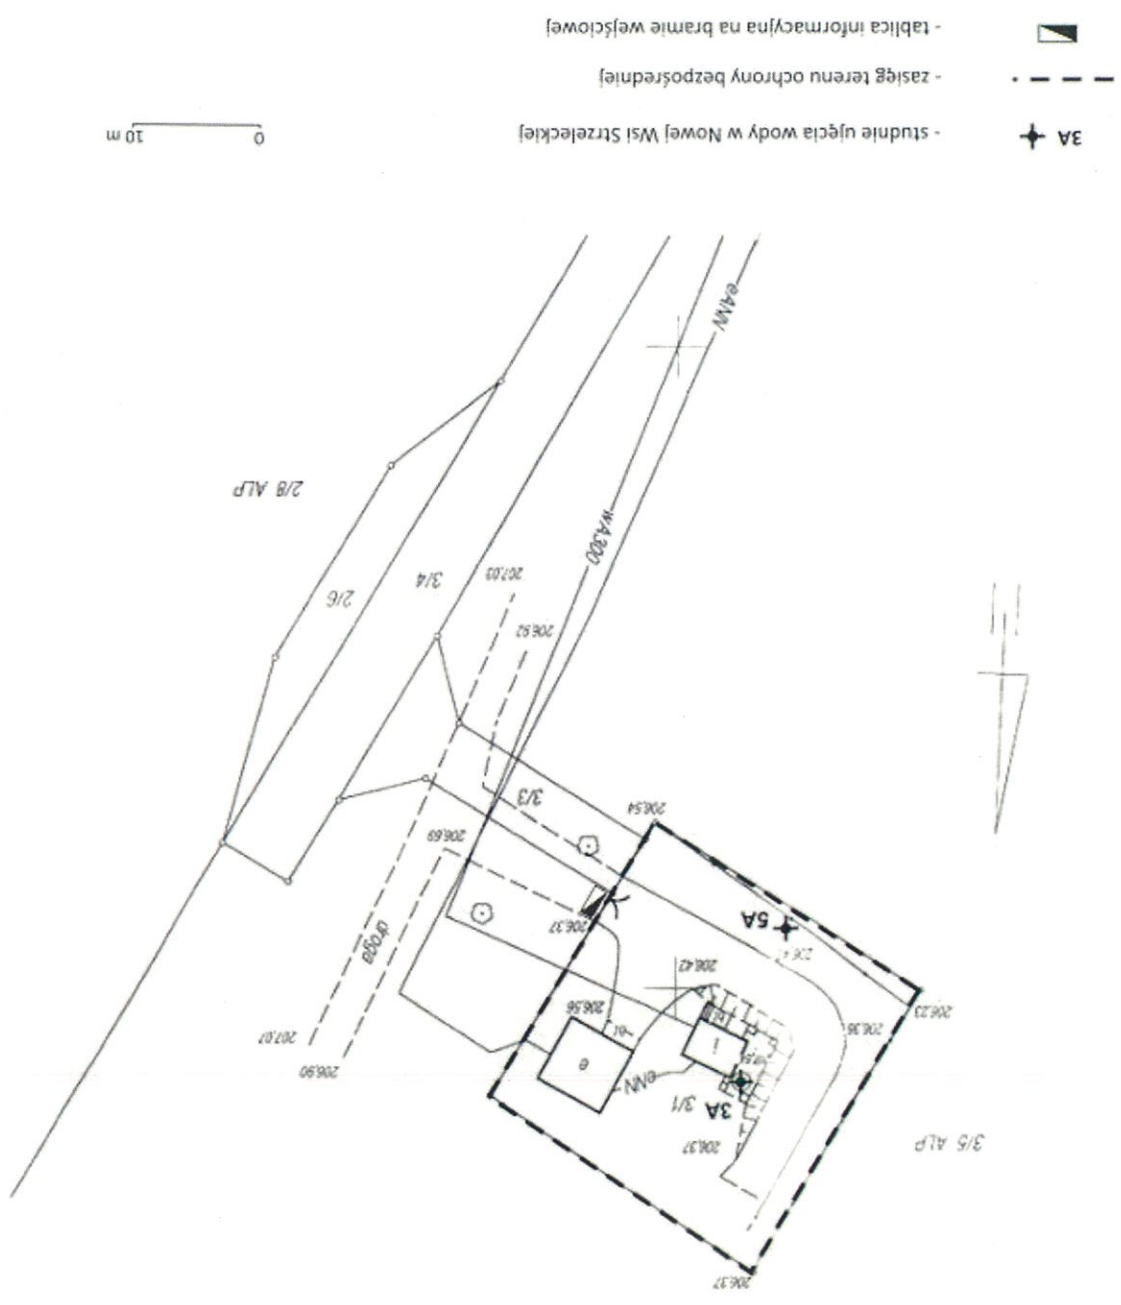 206,37
3/5 ALP
206,37
3/1
3A
eNN
e
i
206,90
207,07
206,23
206,36
206,56
206,42
droga
5A
206,37
206,69
206,54
3/3
206,92
207,03
3/4
2/6
wA300
2/8 ALP
eANN
3A - studnie ujęcia wody w Nowej Wsi Strzeleckiej
0 10 m
- zasięg terenu ochrony bezpośredniej
- tablica informacyjna na bramie wejściowej